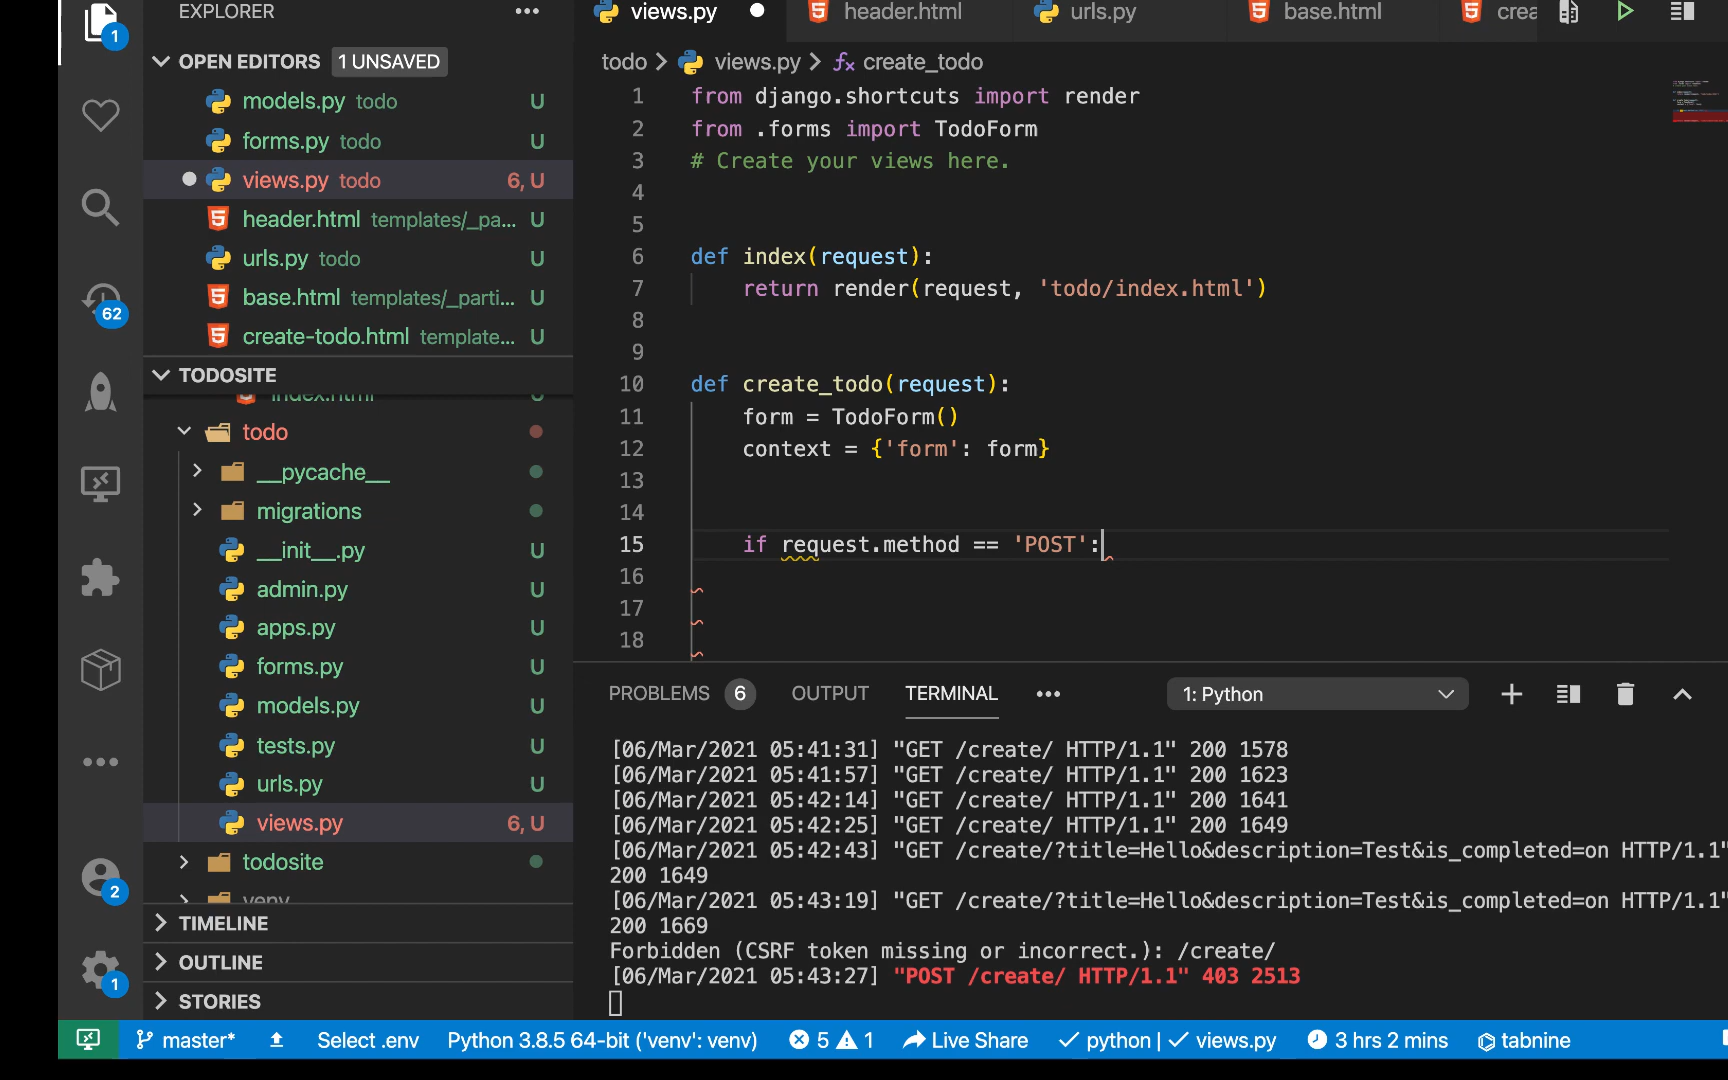 1
EXPLORER
OPEN EDITORS 1 UNSAVED
models.py todo U
forms.py todo U
views.py todo 6, U
header.html templates/_pa... U
urls.py todo U
base.html templates/_parti... U
create-todo.html template... U
62
TODOSITE
index.html U
todo
__pycache__
migrations
__init__.py U
admin.py U
apps.py U
forms.py U
models.py U
tests.py U
urls.py U
views.py 6, U
todosite
venv
2
TIMELINE
OUTLINE
1
STORIES
views.py header.html urls.py base.html crea
todo > views.py > create_todo
1 from django.shortcuts import render
2 from .forms import TodoForm
3 # Create your views here.
4
5
6 def index(request):
7 return render(request, 'todo/index.html')
8
9
10 def create_todo(request):
11 form = TodoForm()
12 context = {'form': form}
13
14
15 if request.method == 'POST':
16
17
18
PROBLEMS 6 OUTPUT TERMINAL 1: Python
[06/Mar/2021 05:41:31] "GET /create/ HTTP/1.1" 200 1578
[06/Mar/2021 05:41:57] "GET /create/ HTTP/1.1" 200 1623
[06/Mar/2021 05:42:14] "GET /create/ HTTP/1.1" 200 1641
[06/Mar/2021 05:42:25] "GET /create/ HTTP/1.1" 200 1649
[06/Mar/2021 05:42:43] "GET /create/?title=Hello&description=Test&is_completed=on HTTP/1.1"
200 1649
[06/Mar/2021 05:43:19] "GET /create/?title=Hello&description=Test&is_completed=on HTTP/1.1"
200 1669
Forbidden (CSRF token missing or incorrect.): /create/
[06/Mar/2021 05:43:27] "POST /create/ HTTP/1.1" 403 2513
master* Select .env Python 3.8.5 64-bit ('venv': venv) 5 1 Live Share python | views.py 3 hrs 2 mins tabnine